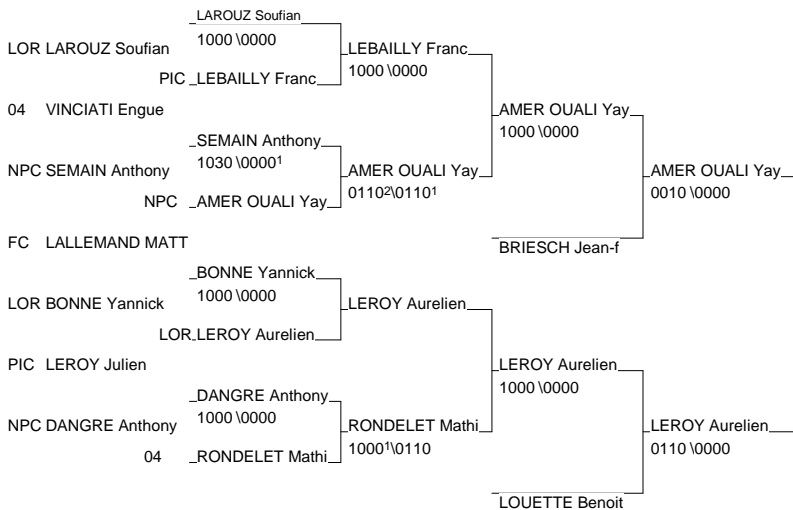 LAROUZ Soufian
1000 \0000
LOR LAROUZ Soufian
LEBAILLY Franc
1000 \0000
PIC LEBAILLY Franc
04 VINCIATI Engue
AMER OUALI Yay
1000 \0000
SEMAIN Anthony
1030 \0000¹
NPC SEMAIN Anthony
AMER OUALI Yay
0110²\0110¹
AMER OUALI Yay
0010 \0000
NPC AMER OUALI Yay
FC LALLEMAND MATT
BRIESCH Jean-f
BONNE Yannick
1000 \0000
LOR BONNE Yannick
LEROY Aurelien
LOR LEROY Aurelien
PIC LEROY Julien
LEROY Aurelien
1000 \0000
DANGRE Anthony
1000 \0000
NPC DANGRE Anthony
RONDELET Mathi
1000¹\0110
LEROY Aurelien
0110 \0000
04 RONDELET Mathi
LOUETTE Benoit